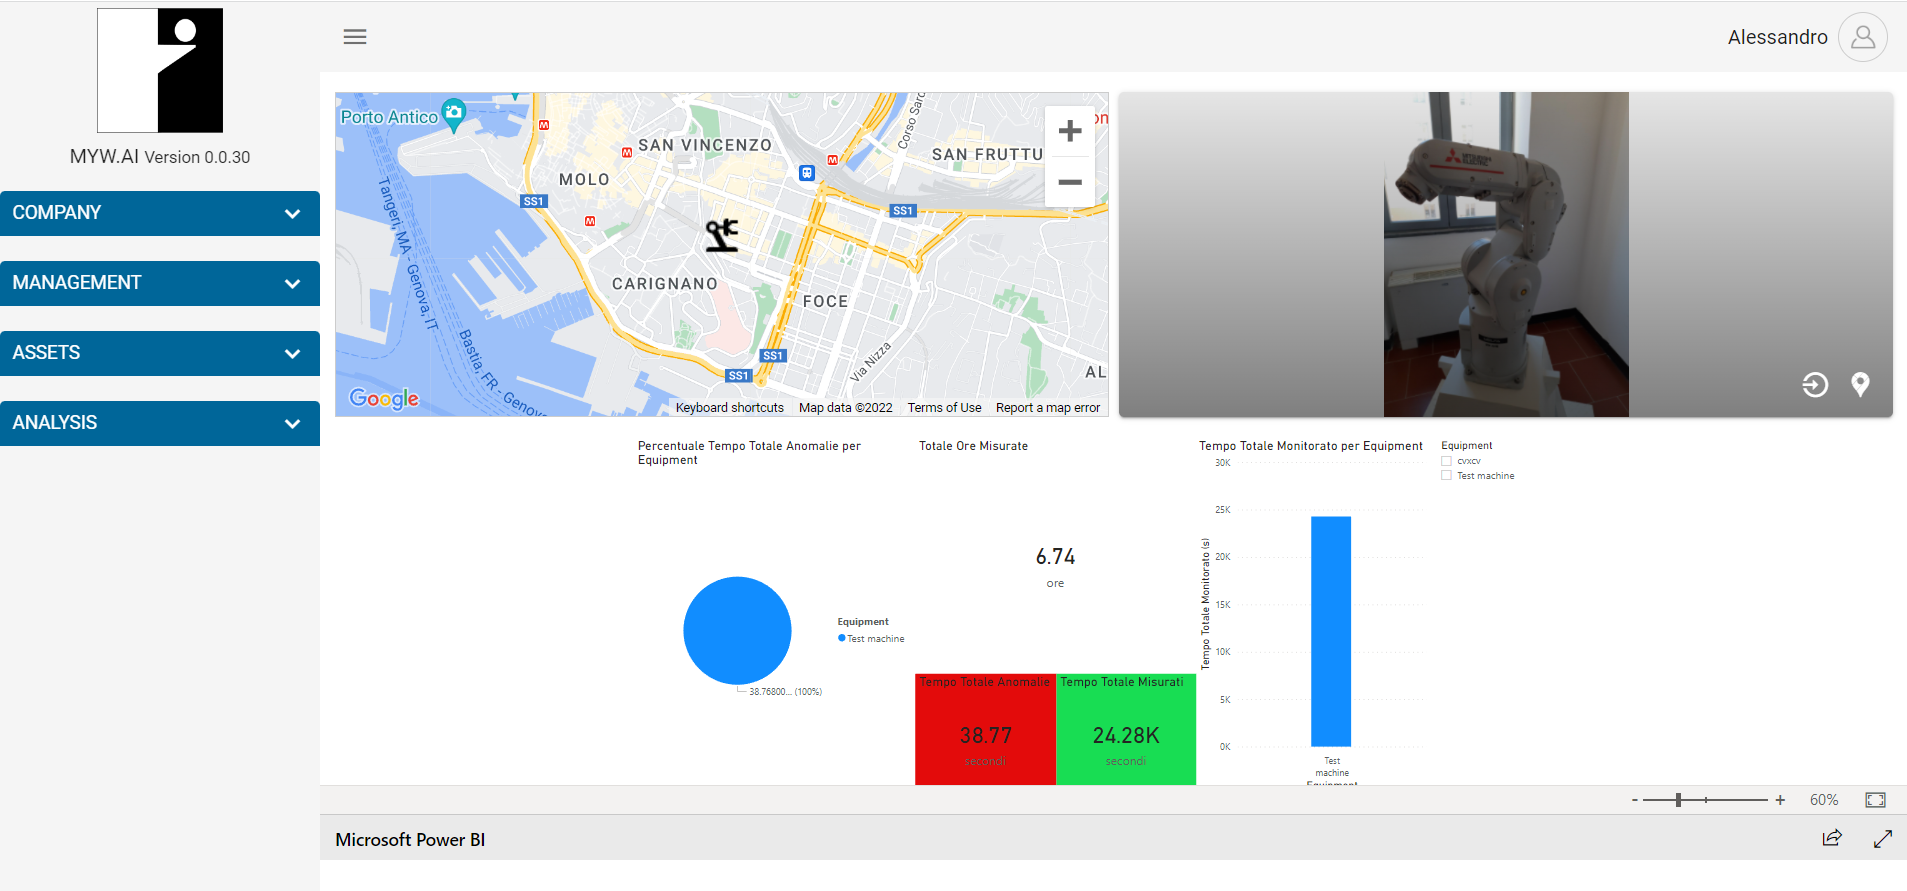 Alessandro
MYW.AI Version 0.0.30
COMPANY
MANAGEMENT
ASSETS
ANALYSIS
Porto Antico
SAN VINCENZO
SAN FRUTTU
MOLO
SS1
SS1
CARIGNANO
FOCE
SS1
SS1
Corso Sard
Via Nizza
AL
Tangeri, MA - Genova, IT
Bastia, FR - Genova
Google
Keyboard shortcuts
Map data ©2022
Terms of Use
Report a map error
MITSUBISHI
ELECTRIC
Percentuale Tempo Totale Anomalie per
Equipment
Equipment
Test machine
38.76800... (100%)
Totale Ore Misurate
6.74
ore
Tempo Totale Anomalie
38.77
secondi
Tempo Totale Misurati
24.28K
secondi
Tempo Totale Monitorato per Equipment
30K
25K
20K
15K
10K
5K
0K
Tempo Totale Monitorato (s)
Test
machine
Equipment
Equipment
cvxcv
Test machine
- + 60%
Microsoft Power BI